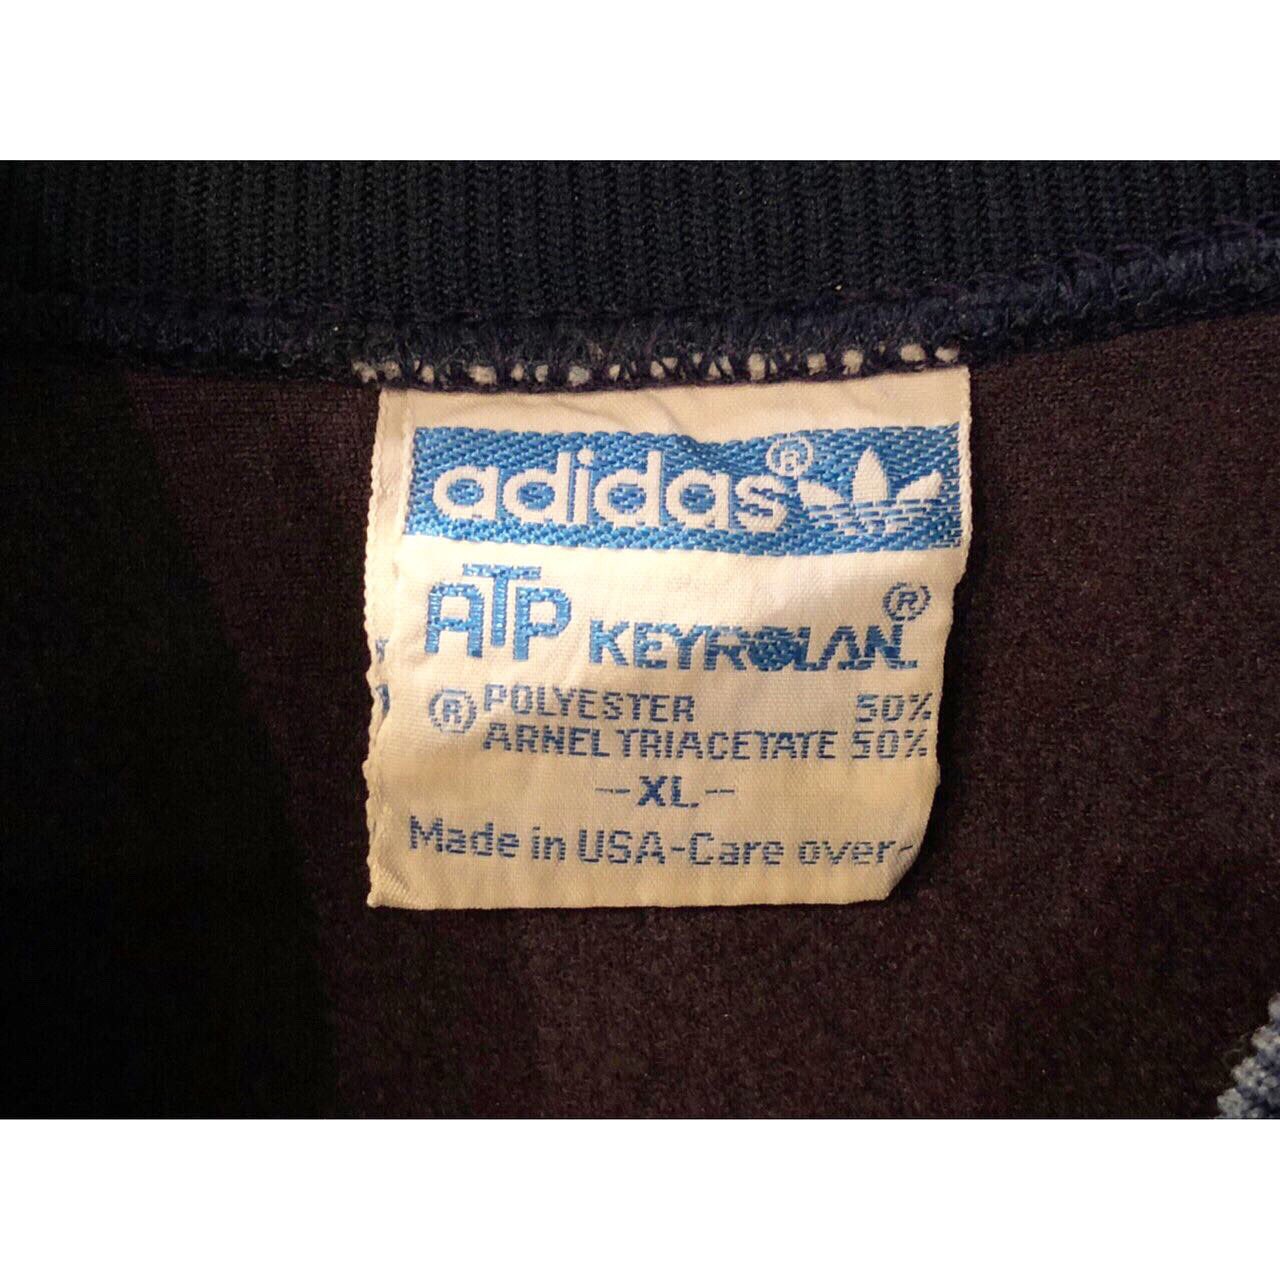 adidas®
ATP KEYROLAN®
® POLYESTER 50%
ARNEL TRIACETATE 50%
-XL-
Made in USA-Care over-